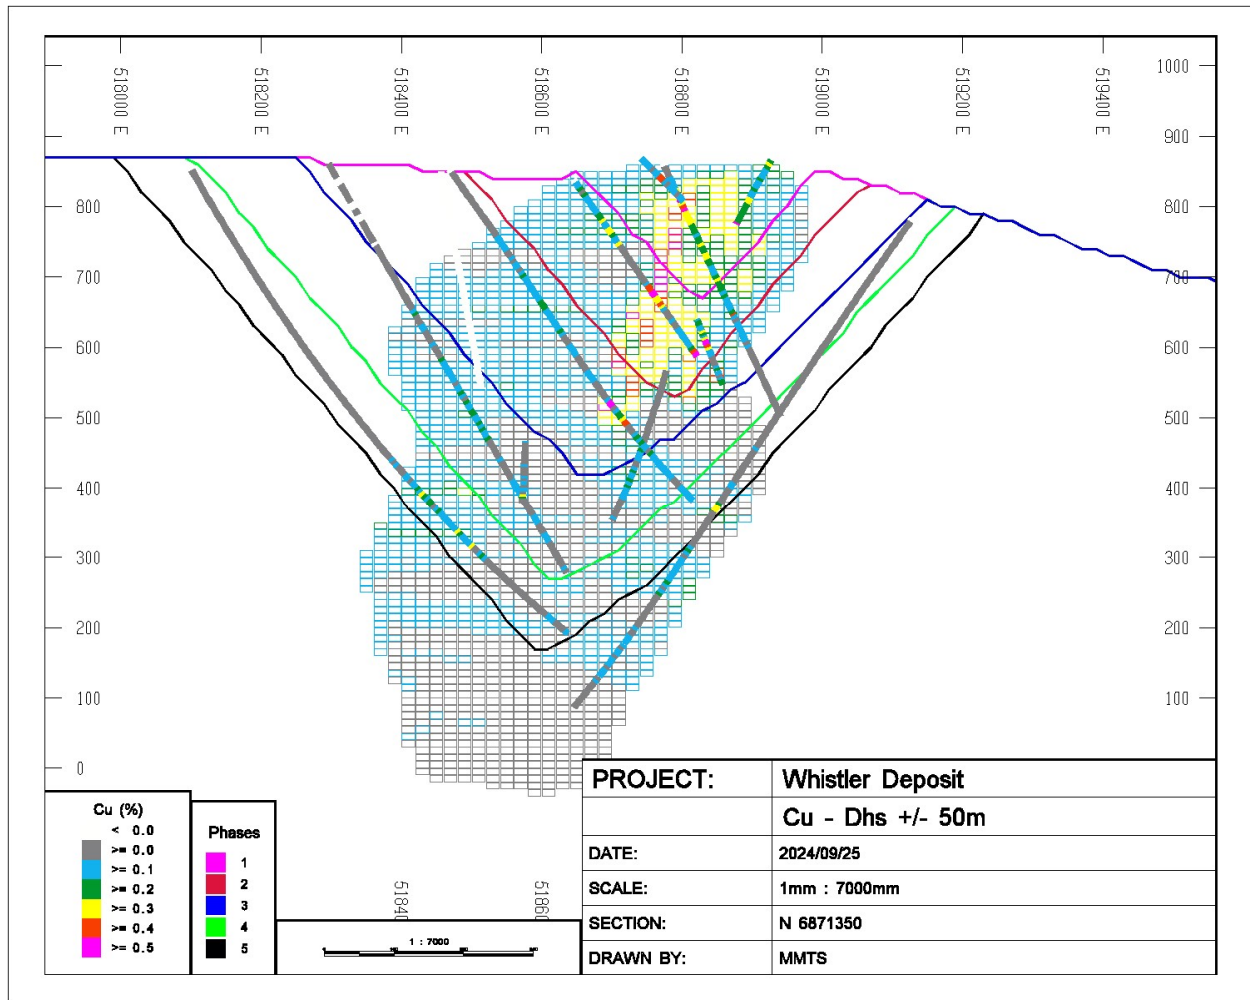 518000 E
518200 E
518400 E
518600 E
518800 E
519000 E
519200 E
519400 E
1000
900
800 800
700 700
600 600
500 500
400 400
300 300
200 200
100 100
0
PROJECT: Whistler Deposit
Cu - Dhs +/- 50m
DATE: 2024/09/25
SCALE: 1mm : 7000mm
SECTION: N 6871350
DRAWN BY: MMTS
Cu (%)
< 0.0
>= 0.0
>= 0.1
>= 0.2
>= 0.3
>= 0.4
>= 0.5
Phases
1
2
3
4
5
51840
51860
1 : 7000